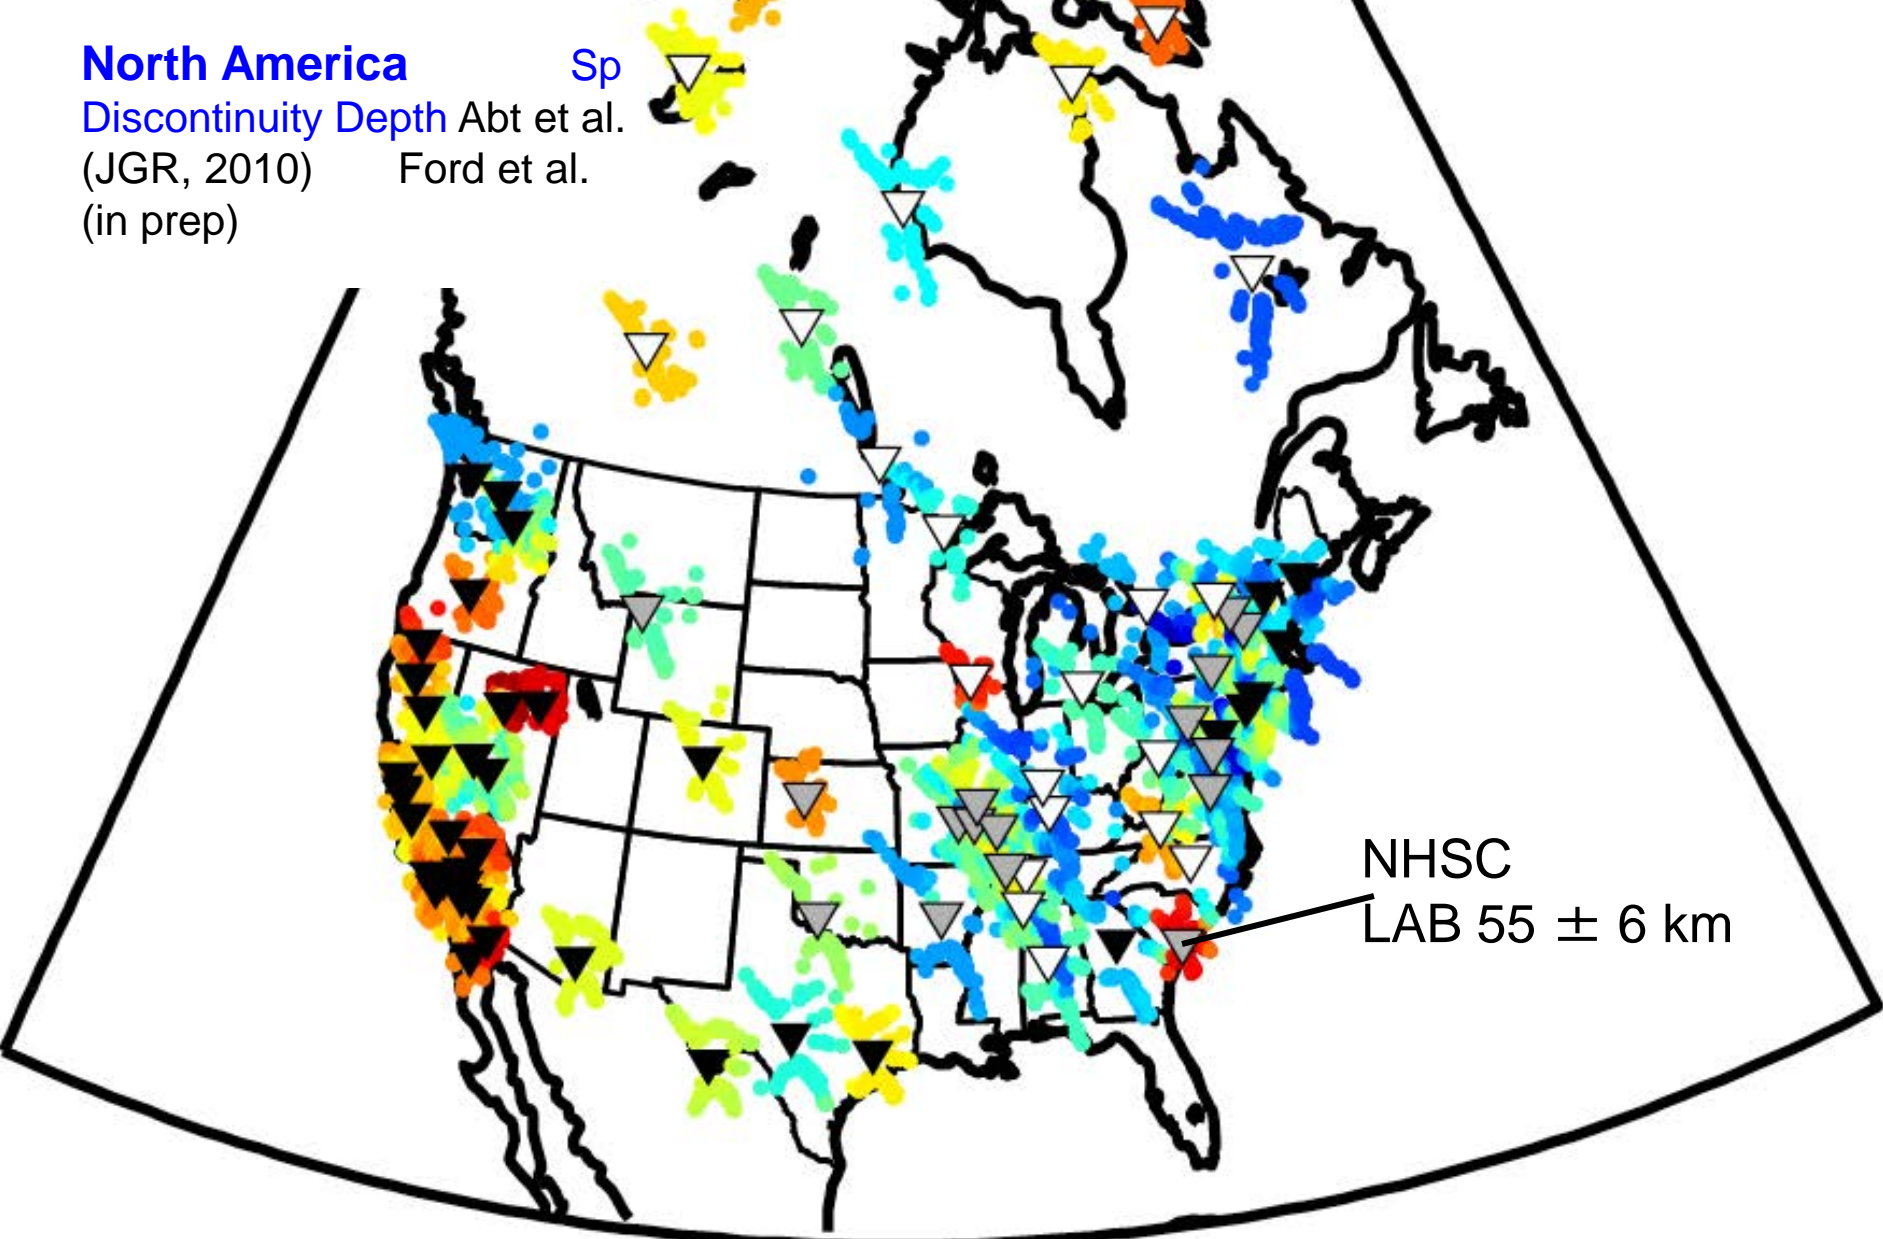 North America Sp
Discontinuity Depth Abt et al.
(JGR, 2010) Ford et al.
(in prep)
NHSC
LAB 55 ± 6 km